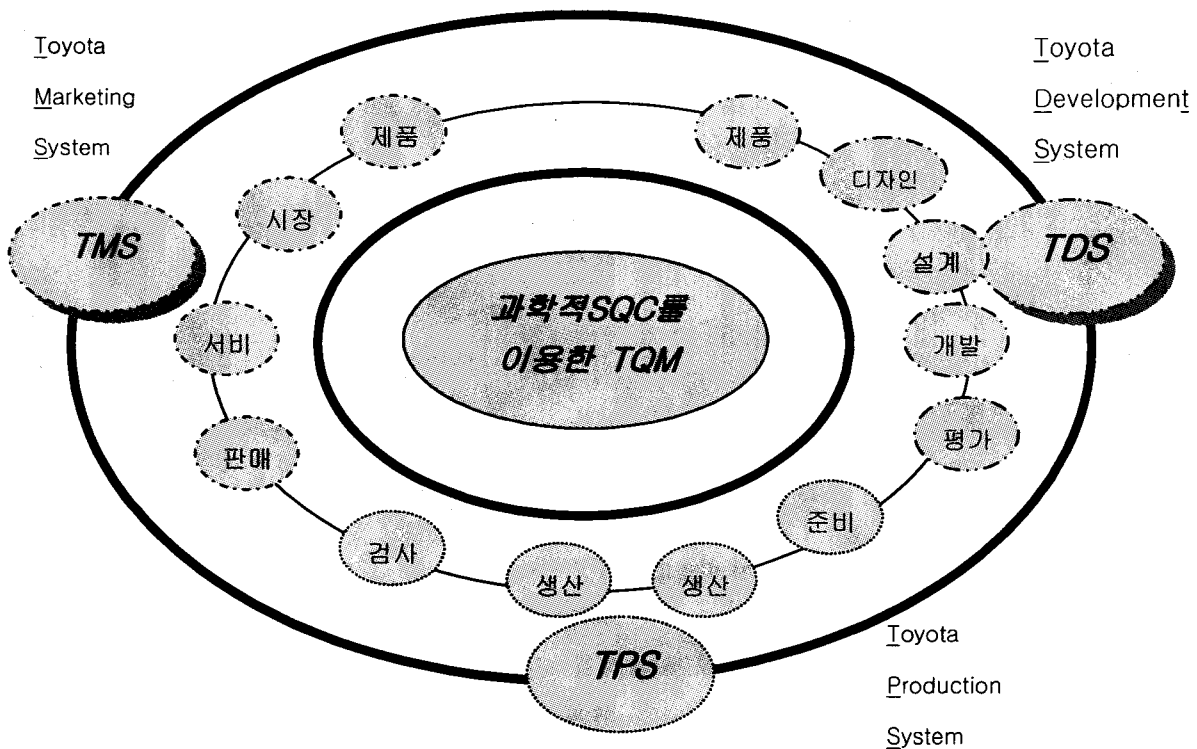 Toyota
Marketing
System
Toyota
Development
System
제품
제품
디자인
시장
TMS
설계
TDS
과학적SQC를
이용한 TQM
서비
개발
판매
평가
준비
검사
생산
생산
TPS
Toyota
Production
System